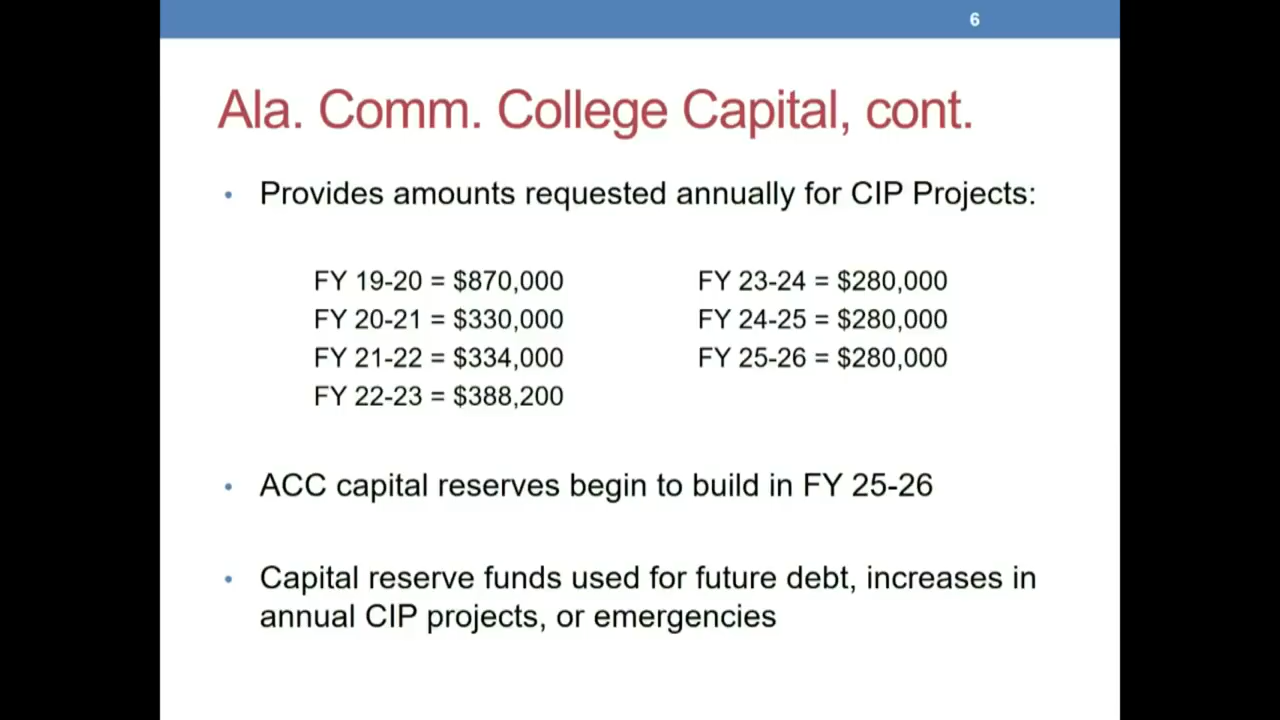 6
Ala. Comm. College Capital, cont.
• Provides amounts requested annually for CIP Projects:
FY 19-20 = $870,000
FY 20-21 = $330,000
FY 21-22 = $334,000
FY 22-23 = $388,200
FY 23-24 = $280,000
FY 24-25 = $280,000
FY 25-26 = $280,000
• ACC capital reserves begin to build in FY 25-26
• Capital reserve funds used for future debt, increases in
annual CIP projects, or emergencies